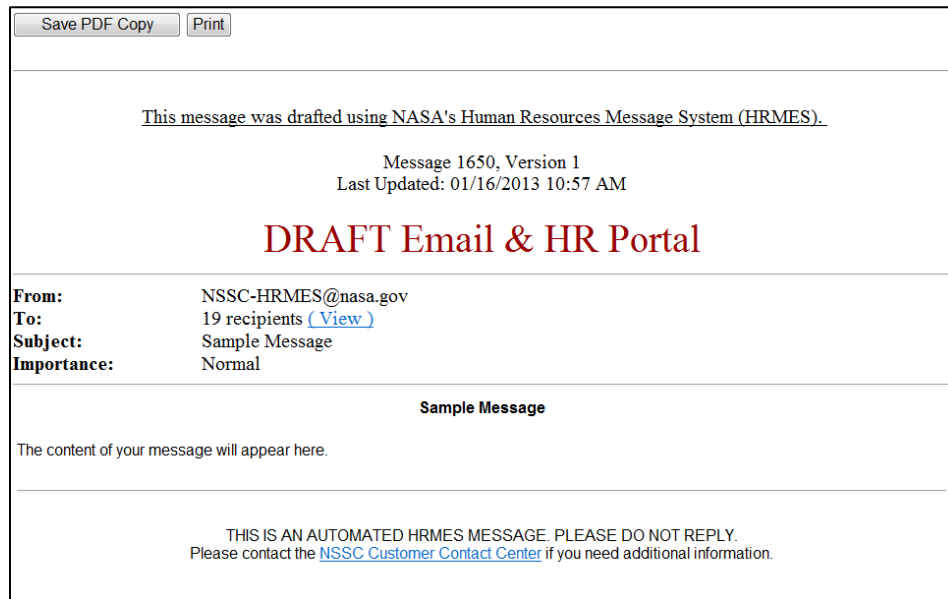 Save PDF Copy Print
This message was drafted using NASA's Human Resources Message System (HRMES).
Message 1650, Version 1
Last Updated: 01/16/2013 10:57 AM
DRAFT Email & HR Portal
From: NSSC-HRMES@nasa.gov
To: 19 recipients ( View )
Subject: Sample Message
Importance: Normal
Sample Message
The content of your message will appear here.
THIS IS AN AUTOMATED HRMES MESSAGE. PLEASE DO NOT REPLY.
Please contact the NSSC Customer Contact Center if you need additional information.